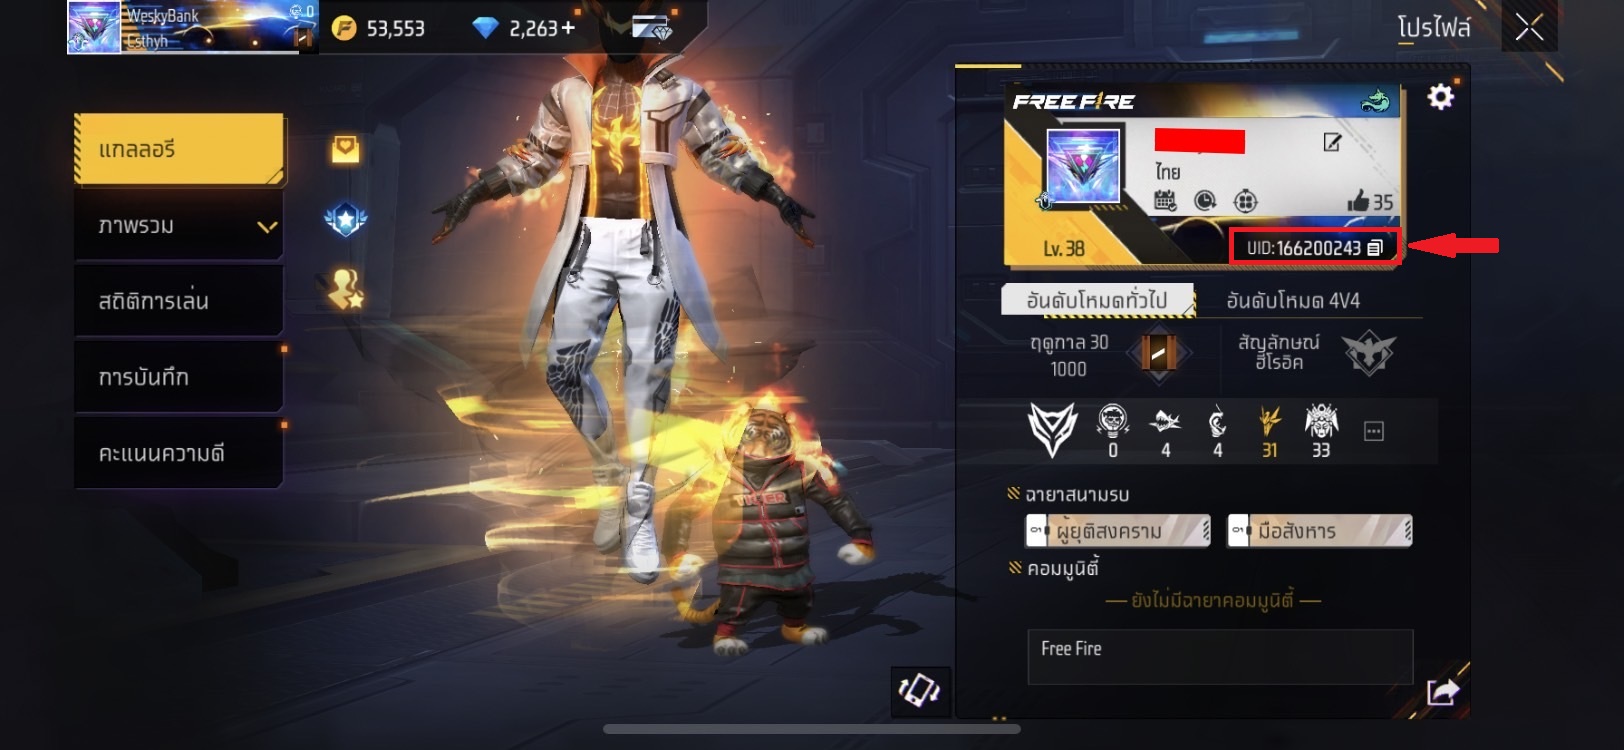 WeskyBank
Esthyh
0
53,553
2,263+
โปรไฟล์
แกลลอรี
ภาพรวม
สถิติการเล่น
การบันทึก
คะแนนความดี
FREE FIRE
ไทย
35
Lv. 38
UID:166200243
อันดับโหมดทั่วไป
อันดับโหมด 4V4
ฤดูกาล 30
1000
สัญลักษณ์
ฮีโรอิค
0
4
4
31
33
ฉายาสนามรบ
ผู้ยุติสงคราม
มือสังหาร
คอมมูนิตี้
ยังไม่มีฉายาคอมมูนิตี้
Free Fire